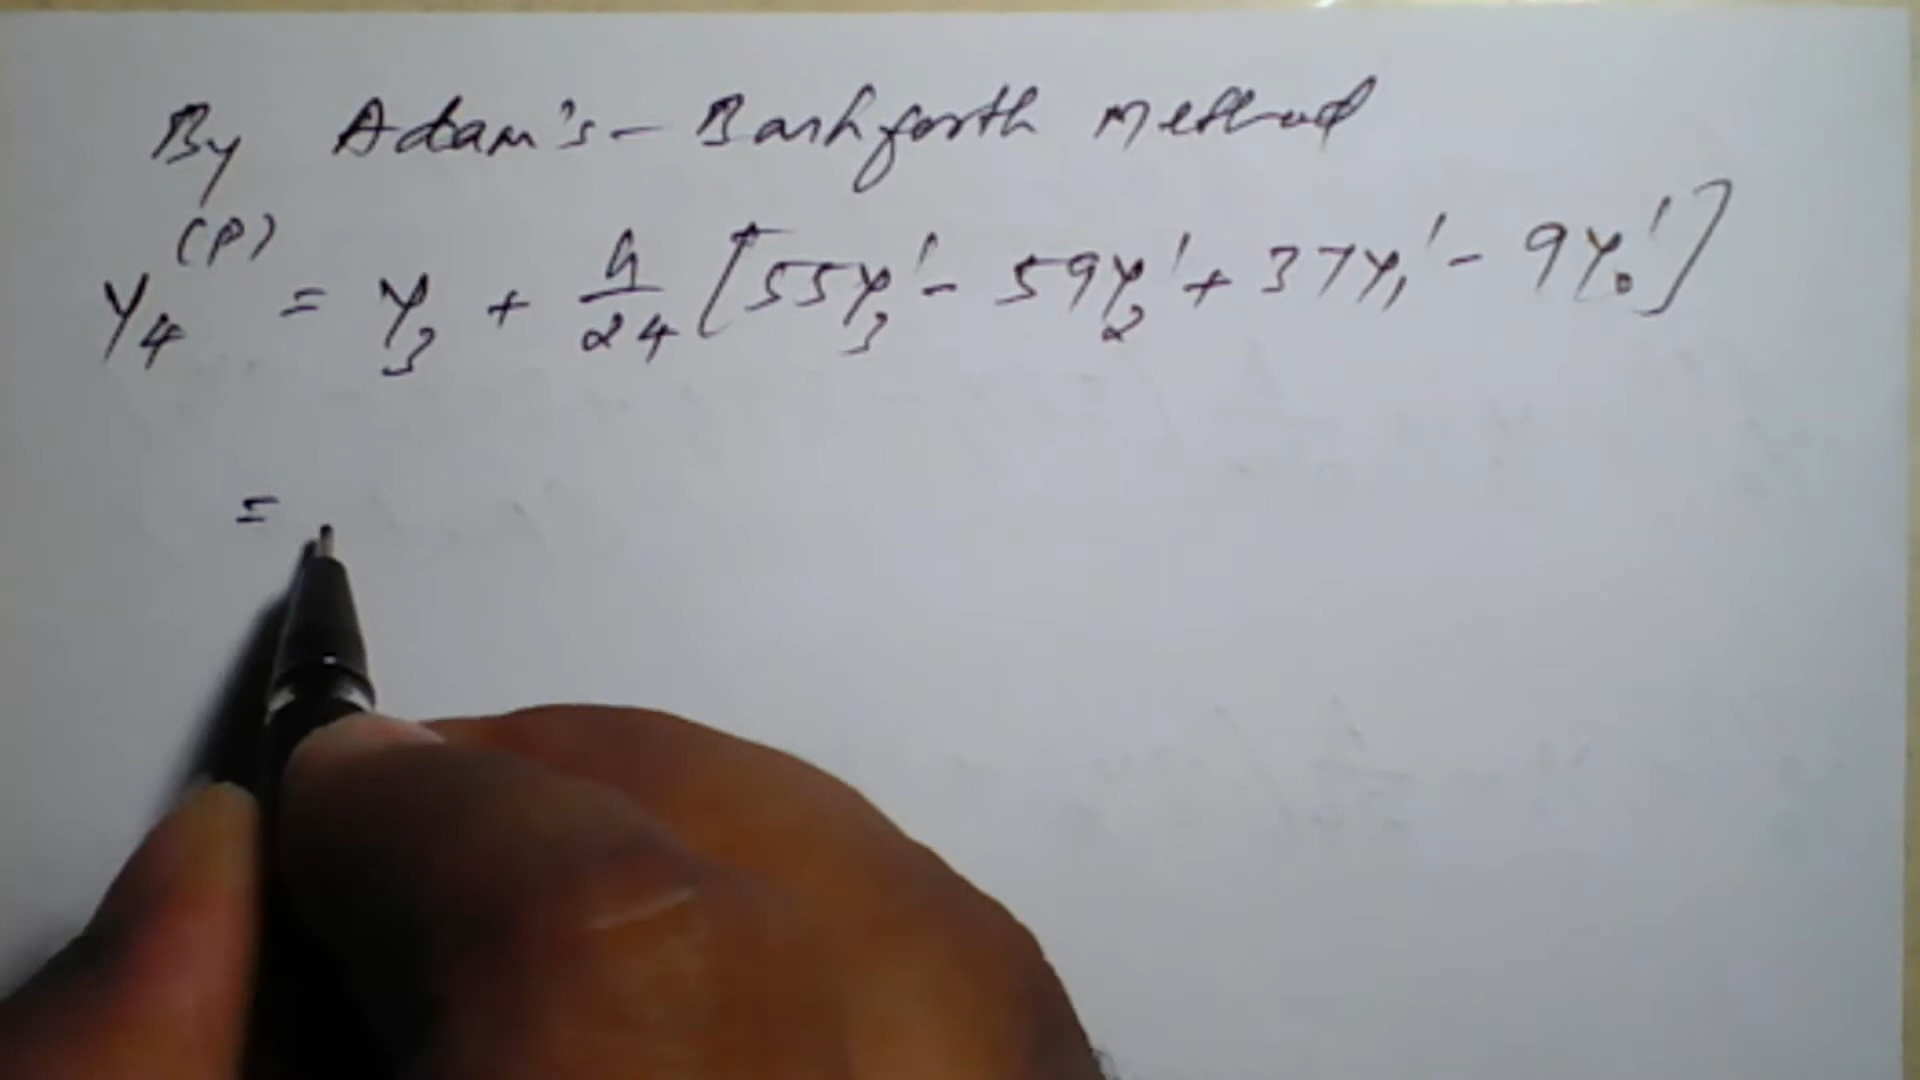 By Adam's - Bashforth Method
y₄⁽ᵖ⁾ = y₃ + h/24 [55y₃' - 59y₂' + 37y₁' - 9y₀']
=